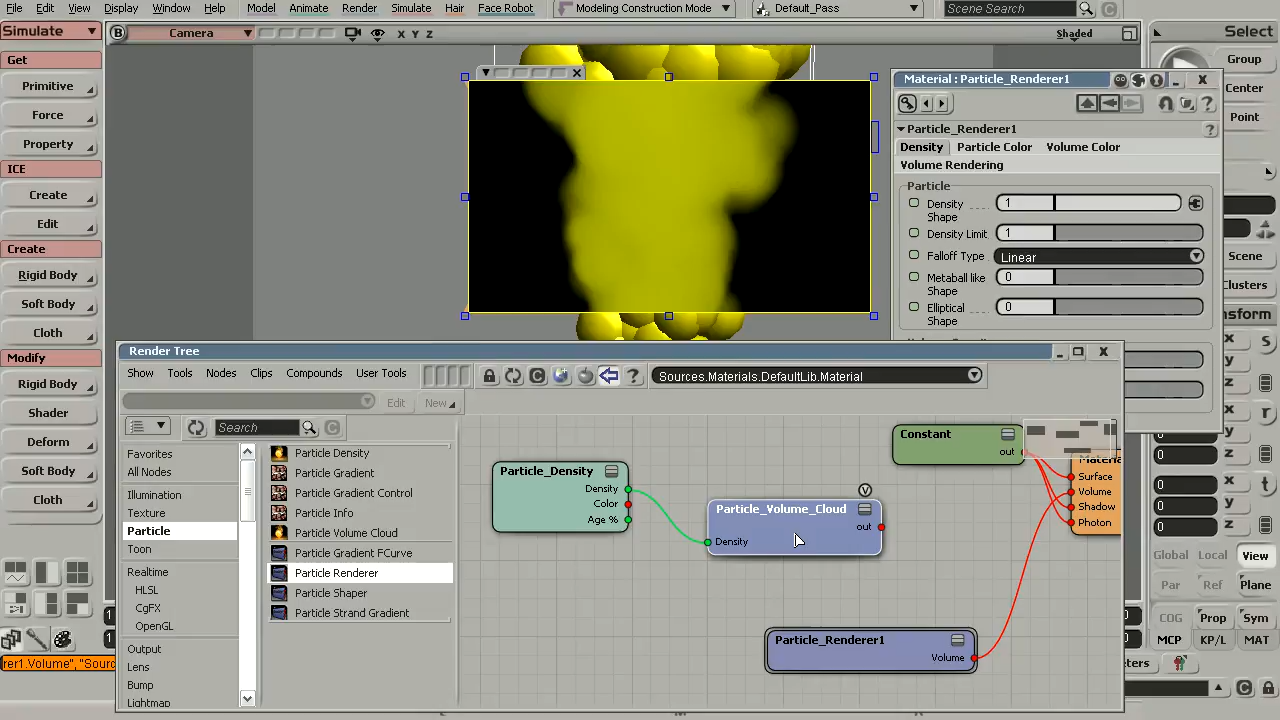 File Edit View Display Window Help Model Animate Render Simulate Hair Face Robot Modeling Construction Mode Default_Pass Scene Search C
Simulate B Camera X Y Z Shaded Select
Get
Primitive
Force
Property
ICE
Create
Edit
Create
Rigid Body
Soft Body
Cloth
Modify
Rigid Body
Shader
Deform
Soft Body
Cloth
Material : Particle_Renderer1
Particle_Renderer1 ?
Density Particle Color Volume Color
Volume Rendering
Particle
Density Shape 1
Density Limit 1
Falloff Type Linear
Metaball like Shape 0
Elliptical Shape 0
Group
Center
Point
Scene
Clusters
x s
y
z
x r
y
z
x 0 t
y 0
z 0
Global Local View
Par Ref Plane
COG Prop Sym
MCP KP/L MAT
Render Tree
Show Tools Nodes Clips Compounds User Tools C ? Sources.Materials.DefaultLib.Material
Edit New
Search C
Favorites
All Nodes
Illumination
Texture
Particle
Toon
Realtime
HLSL
CgFX
OpenGL
Output
Lens
Bump
Lightmap
Particle Density
Particle Gradient
Particle Gradient Control
Particle Info
Particle Volume Cloud
Particle Gradient FCurve
Particle Renderer
Particle Shaper
Particle Strand Gradient
Particle_Density
Density
Color
Age %
V
Particle_Volume_Cloud
out
Density
Constant
out
Surface
Volume
Shadow
Photon
Particle_Renderer1
Volume
rer1.Volume", "Sourc
C